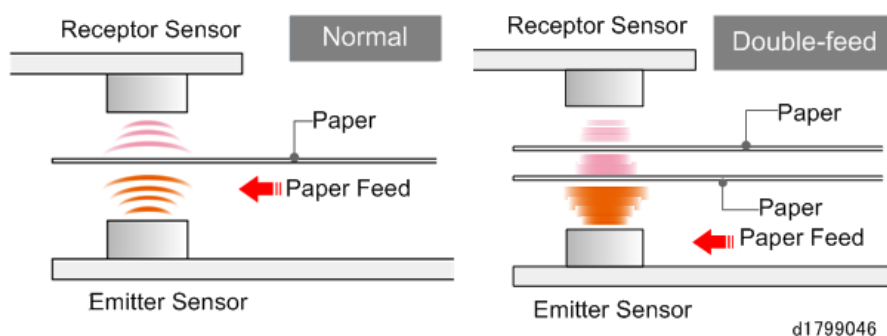 Receptor Sensor
Normal
Paper
Paper Feed
Emitter Sensor
Receptor Sensor
Double-feed
Paper
Paper
Paper Feed
Emitter Sensor
d1799046